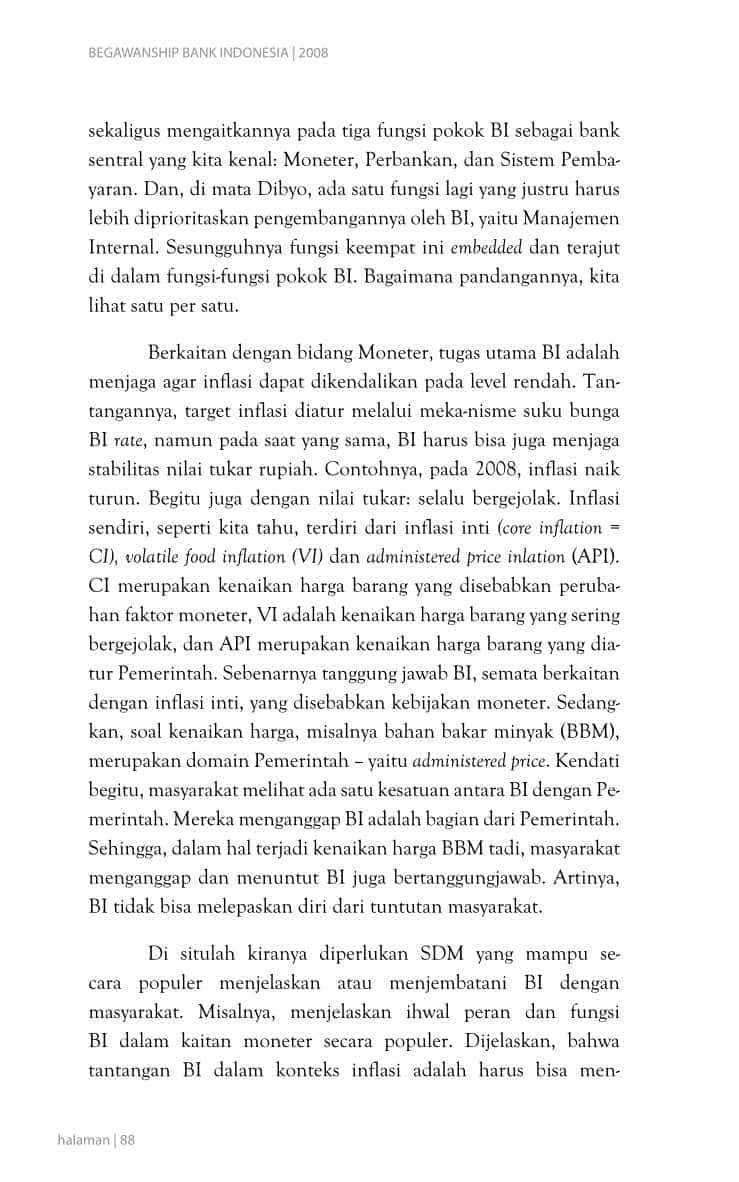 BEGAWANSHIP BANK INDONESIA | 2008
sekaligus mengaitkannya pada tiga fungsi pokok BI sebagai bank
sentral yang kita kenal: Moneter, Perbankan, dan Sistem Pemba-
yaran. Dan, di mata Dibyo, ada satu fungsi lagi yang justru harus
lebih diprioritaskan pengembangannya oleh BI, yaitu Manajemen
Internal. Sesungguhnya fungsi keempat ini embedded dan terajut
di dalam fungsi-fungsi pokok BI. Bagaimana pandangannya, kita
lihat satu per satu.
Berkaitan dengan bidang Moneter, tugas utama BI adalah
menjaga agar inflasi dapat dikendalikan pada level rendah. Tan-
tangannya, target inflasi diatur melalui meka-nisme suku bunga
BI rate, namun pada saat yang sama, BI harus bisa juga menjaga
stabilitas nilai tukar rupiah. Contohnya, pada 2008, inflasi naik
turun. Begitu juga dengan nilai tukar: selalu bergejolak. Inflasi
sendiri, seperti kita tahu, terdiri dari inflasi inti (core inflation =
CI), volatile food inflation (VI) dan administered price inlation (API).
CI merupakan kenaikan harga barang yang disebabkan peruba-
han faktor moneter, VI adalah kenaikan harga barang yang sering
bergejolak, dan API merupakan kenaikan harga barang yang dia-
tur Pemerintah. Sebenarnya tanggung jawab BI, semata berkaitan
dengan inflasi inti, yang disebabkan kebijakan moneter. Sedang-
kan, soal kenaikan harga, misalnya bahan bakar minyak (BBM),
merupakan domain Pemerintah – yaitu administered price. Kendati
begitu, masyarakat melihat ada satu kesatuan antara BI dengan Pe-
merintah. Mereka menganggap BI adalah bagian dari Pemerintah.
Sehingga, dalam hal terjadi kenaikan harga BBM tadi, masyarakat
menganggap dan menuntut BI juga bertanggungjawab. Artinya,
BI tidak bisa melepaskan diri dari tuntutan masyarakat.
Di situlah kiranya diperlukan SDM yang mampu se-
cara populer menjelaskan atau menjembatani BI dengan
masyarakat. Misalnya, menjelaskan ihwal peran dan fungsi
BI dalam kaitan moneter secara populer. Dijelaskan, bahwa
tantangan BI dalam konteks inflasi adalah harus bisa men-
halaman | 88